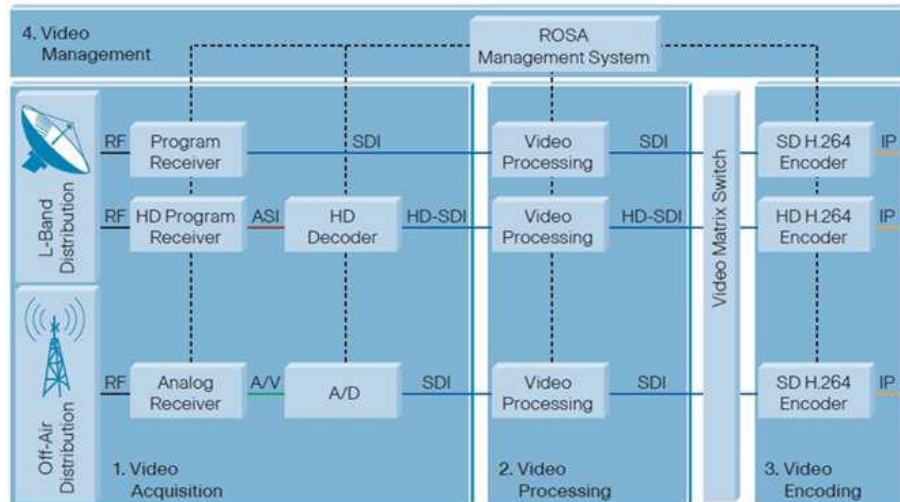 4. Video
Management
ROSA
Management System
L-Band
Distribution
RF
Program
Receiver
SDI
Video
Processing
SDI
SD H.264
Encoder
IP
RF
HD Program
Receiver
ASI
HD
Decoder
HD-SDI
Video
Processing
HD-SDI
HD H.264
Encoder
IP
Video Matrix Switch
Off-Air
Distribution
RF
Analog
Receiver
A/V
A/D
SDI
Video
Processing
SDI
SD H.264
Encoder
IP
1. Video
Acquisition
2. Video
Processing
3. Video
Encoding